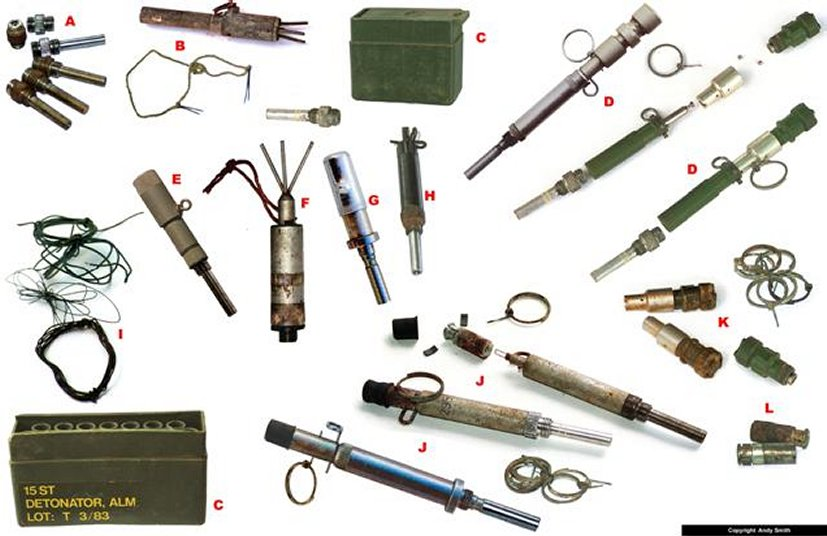 A
B
C
D
D
E
F
G
H
I
J
J
K
L
C
15 ST
DETONATOR, ALM
LOT: T 3/83
Copyright Andy Smith